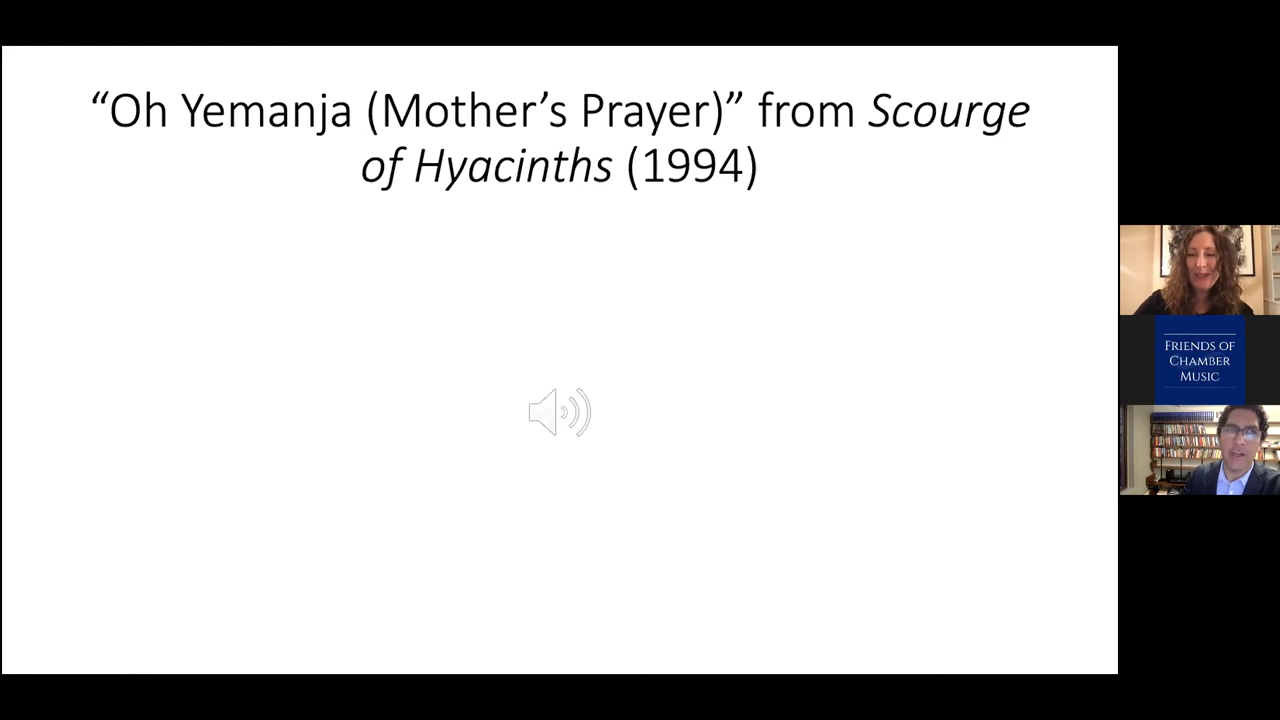 “Oh Yemanja (Mother’s Prayer)” from Scourge
of Hyacinths (1994)
FRIENDS OF
CHAMBER
MUSIC